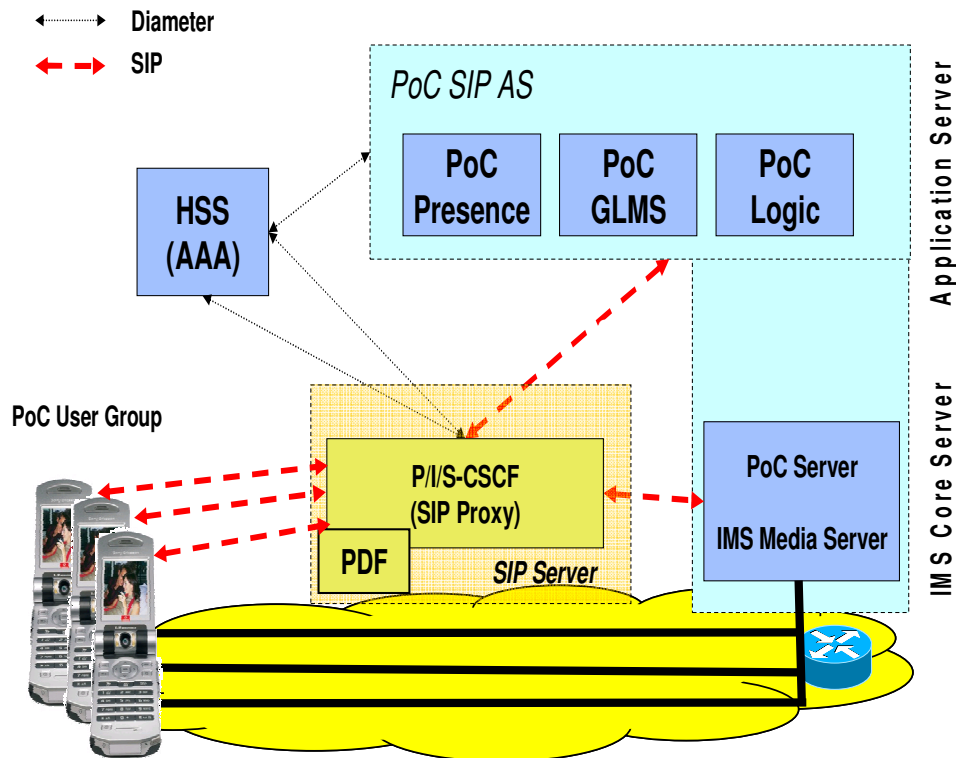 Diameter
SIP
PoC SIP AS
PoC
Presence
PoC
GLMS
PoC
Logic
Application Server
HSS
(AAA)
PoC User Group
P/I/S-CSCF
(SIP Proxy)
PDF
SIP Server
PoC Server
IMS Media Server
IMS Core Server